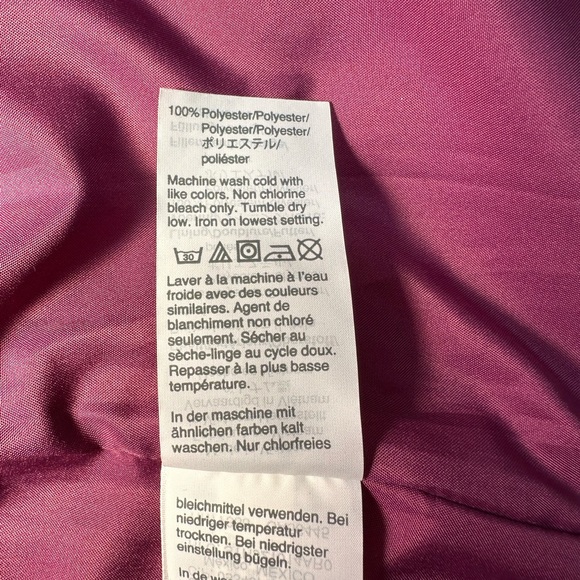 100% Polyester/Polyester/
Polyester/Polyester/
ポリエステル/
poliéster
Machine wash cold with
like colors. Non chlorine
bleach only. Tumble dry
low. Iron on lowest setting.
30
Laver à la machine à l'eau
froide avec des couleurs
similaires. Agent de
blanchiment non chloré
seulement. Sécher au
sèche-linge au cycle doux.
Repasser à la plus basse
température.
In der maschine mit
ähnlichen farben kalt
waschen. Nur chlorfreies
bleichmittel verwenden. Bei
niedriger temperatur
trocknen. Bei niedrigster
einstellung bügeln.
In de